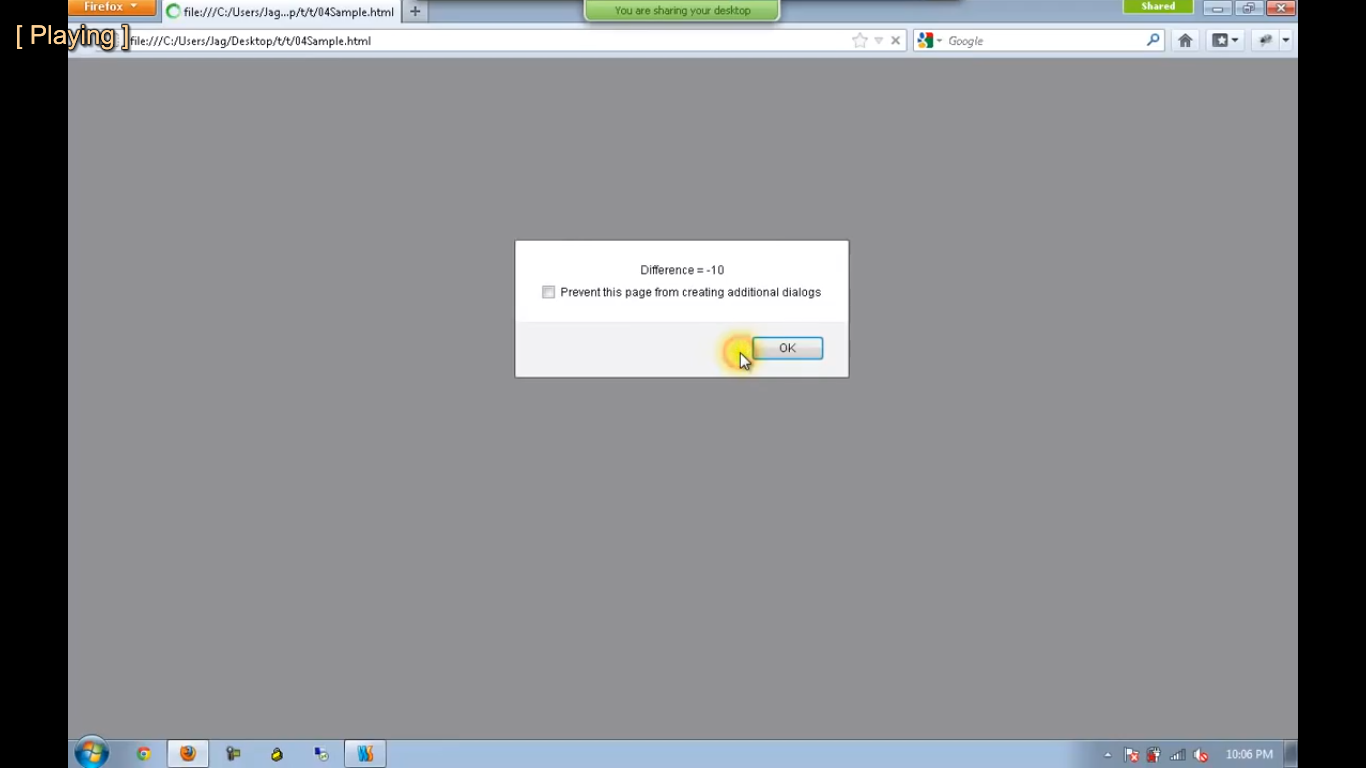 Firefox
file:///C:/Users/Jag...p/t/t/04Sample.html
You are sharing your desktop
Shared
[ Playing ]
file:///C:/Users/Jag/Desktop/t/t/04Sample.html
Google
Difference = -10
Prevent this page from creating additional dialogs
OK
10:06 PM